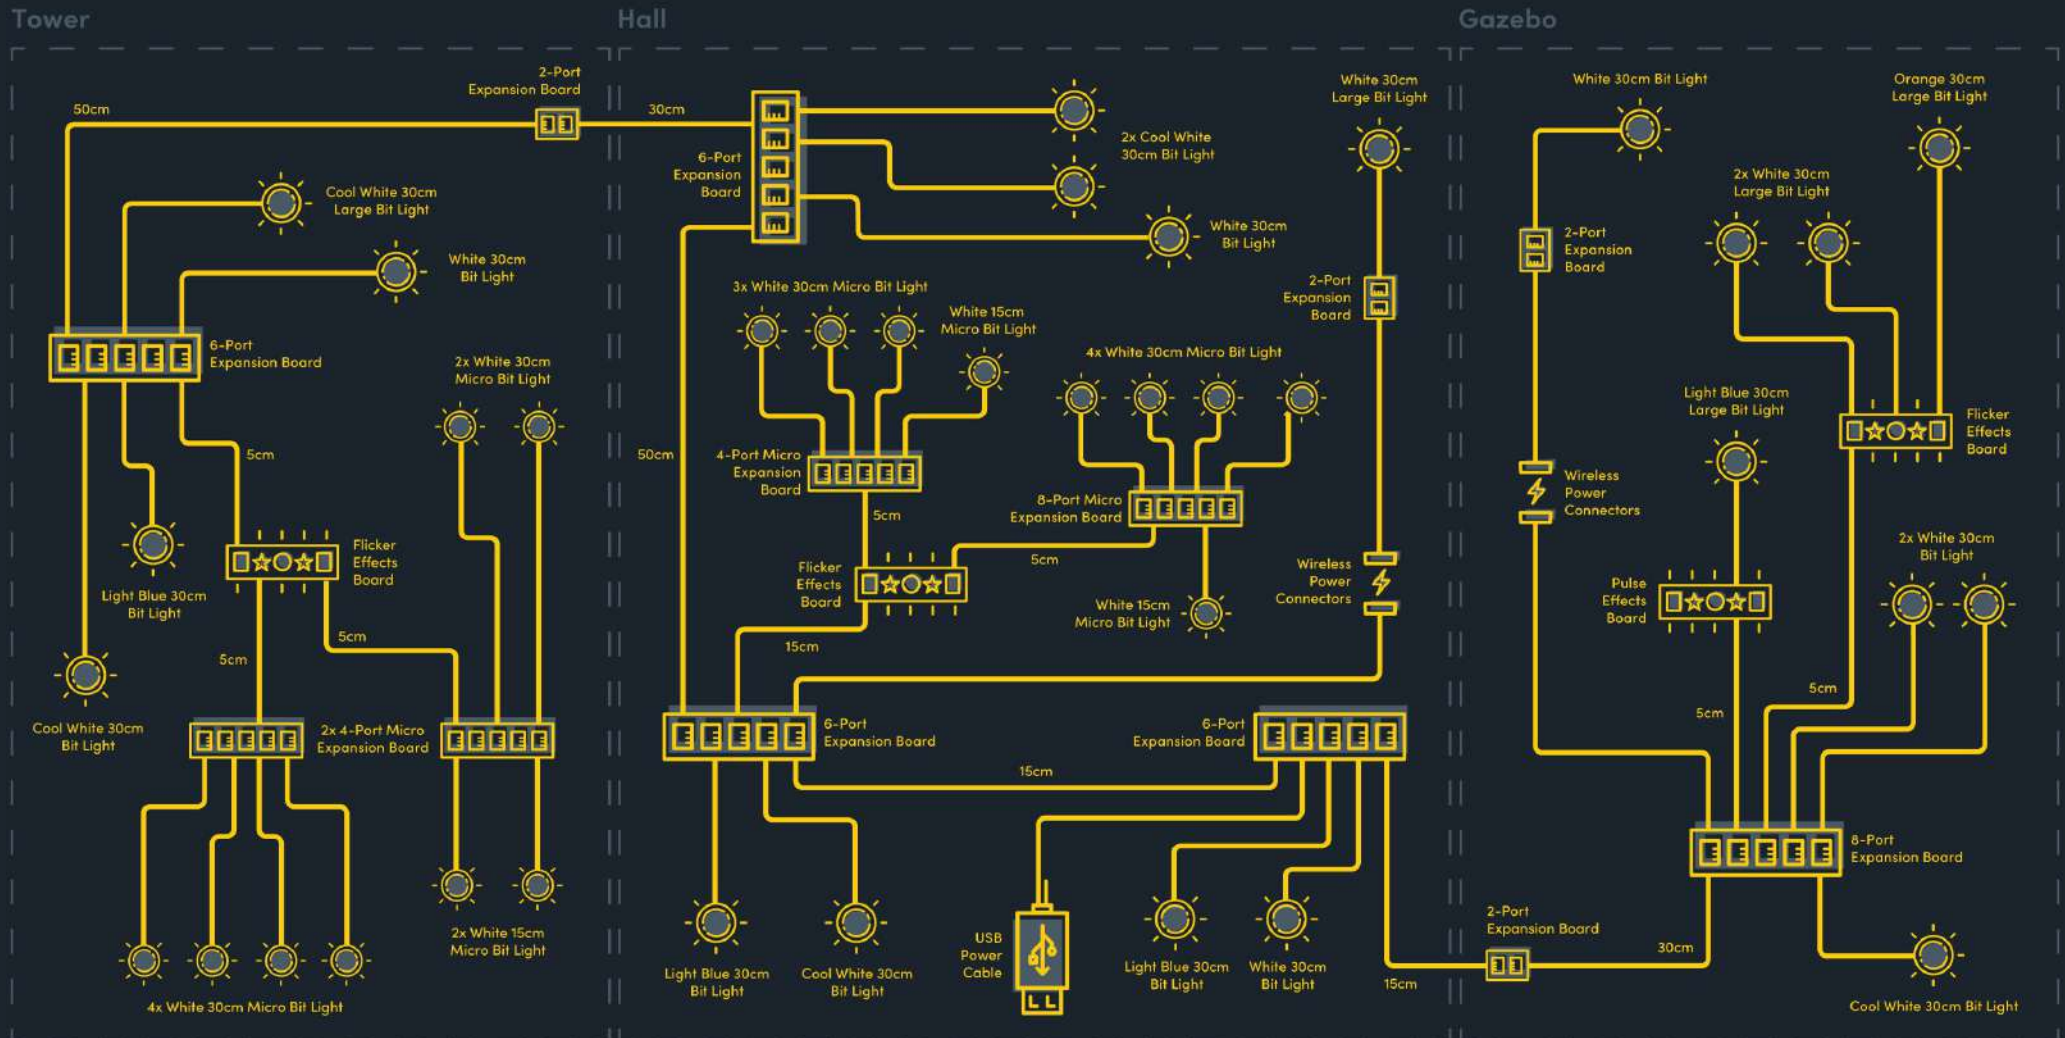 Tower
Hall
Gazebo
2-Port
Expansion Board
50cm
30cm
Cool White 30cm
Large Bit Light
White 30cm
Bit Light
6-Port
Expansion Board
2x White 30cm
Micro Bit Light
5cm
Light Blue 30cm
Bit Light
Flicker
Effects
Board
5cm
5cm
Cool White 30cm
Bit Light
2x 4-Port Micro
Expansion Board
2x White 15cm
Micro Bit Light
4x White 30cm Micro Bit Light
6-Port
Expansion
Board
2x Cool White
30cm Bit Light
White 30cm
Bit Light
White 30cm
Large Bit Light
2-Port
Expansion
Board
3x White 30cm Micro Bit Light
White 15cm
Micro Bit Light
4x White 30cm Micro Bit Light
50cm
4-Port Micro
Expansion
Board
8-Port Micro
Expansion Board
5cm
5cm
Flicker
Effects
Board
White 15cm
Micro Bit Light
Wireless
Power
Connectors
15cm
6-Port
Expansion Board
6-Port
Expansion Board
15cm
Light Blue 30cm
Bit Light
Cool White 30cm
Bit Light
USB
Power
Cable
Light Blue 30cm
Bit Light
White 30cm
Bit Light
15cm
White 30cm Bit Light
Orange 30cm
Large Bit Light
2x White 30cm
Large Bit Light
2-Port
Expansion
Board
Light Blue 30cm
Large Bit Light
Flicker
Effects
Board
Wireless
Power
Connectors
2x White 30cm
Bit Light
Pulse
Effects
Board
5cm
5cm
8-Port
Expansion Board
2-Port
Expansion Board
30cm
Cool White 30cm Bit Light